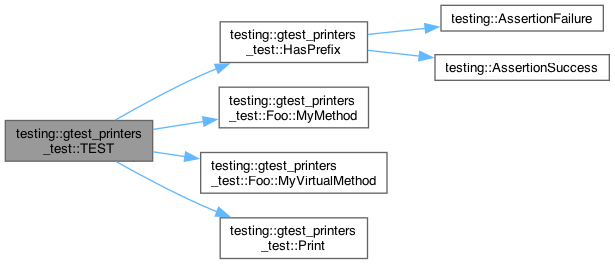 testing::gtest_printers
_test::TEST
testing::gtest_printers
_test::HasPrefix
testing::AssertionFailure
testing::AssertionSuccess
testing::gtest_printers
_test::Foo::MyMethod
testing::gtest_printers
_test::Foo::MyVirtualMethod
testing::gtest_printers
_test::Print